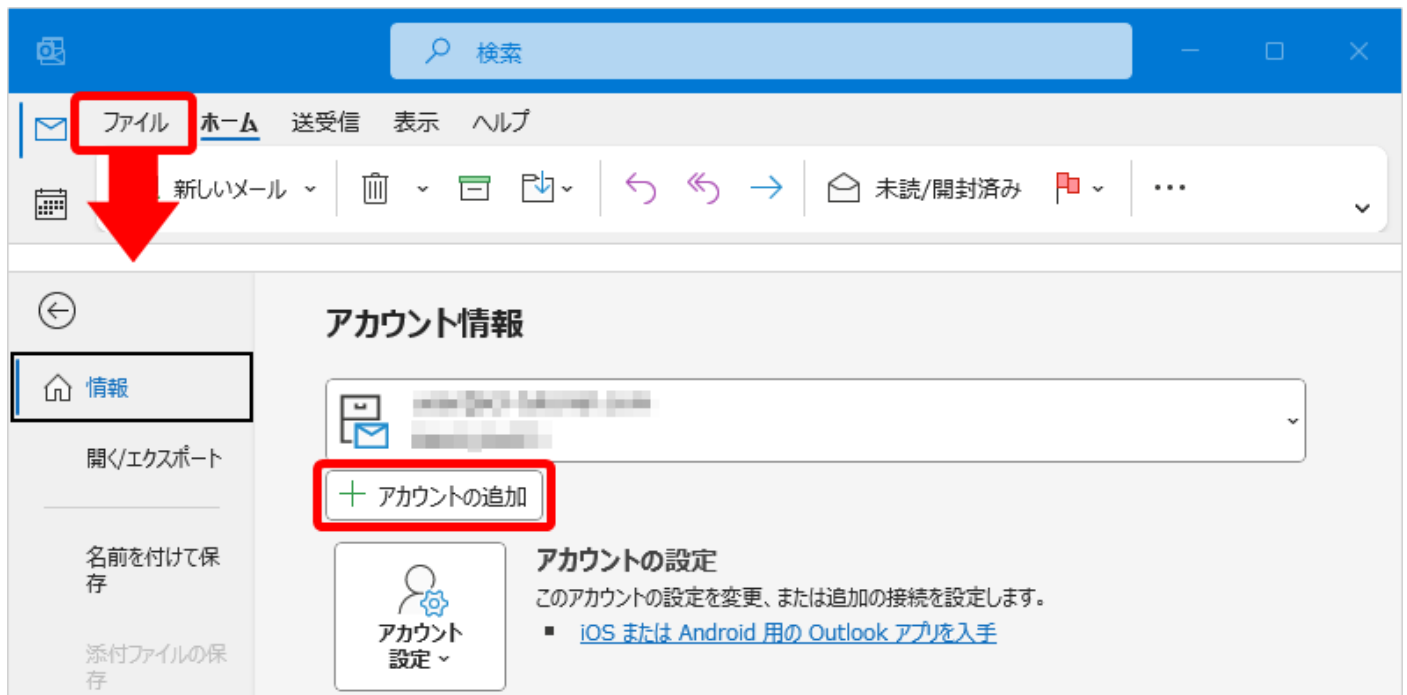 検索
ファイル ホーム 送受信 表示 ヘルプ
新しいメール 未読/開封済み
アカウント情報
情報
開く/エクスポート
アカウントの追加
名前を付けて保
存
アカウントの設定
このアカウントの設定を変更、または追加の接続を設定します。
iOS または Android 用の Outlook アプリを入手
アカウント
設定
添付ファイルの保
存